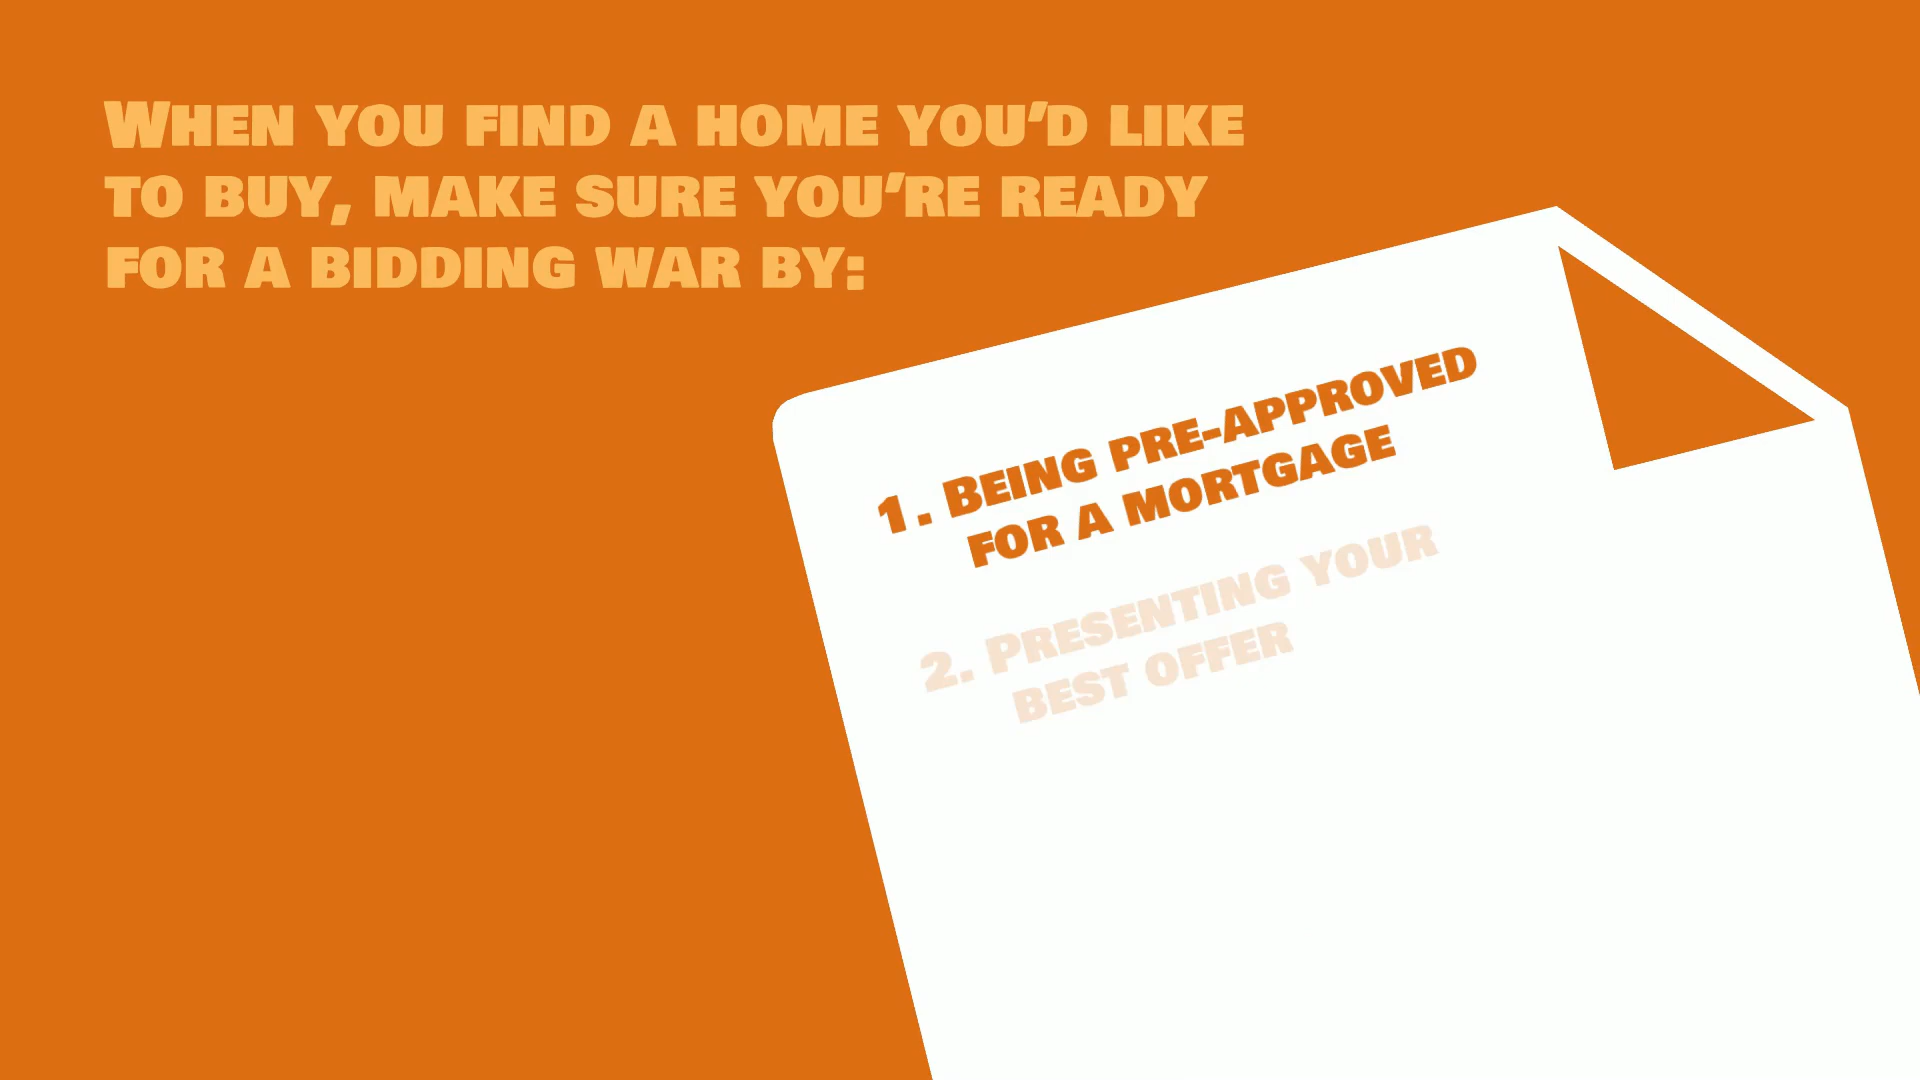 When you find a home you'd like
to buy, make sure you're ready
for a bidding war by:
1. Being pre-approved
for a mortgage
2. Presenting your
best offer